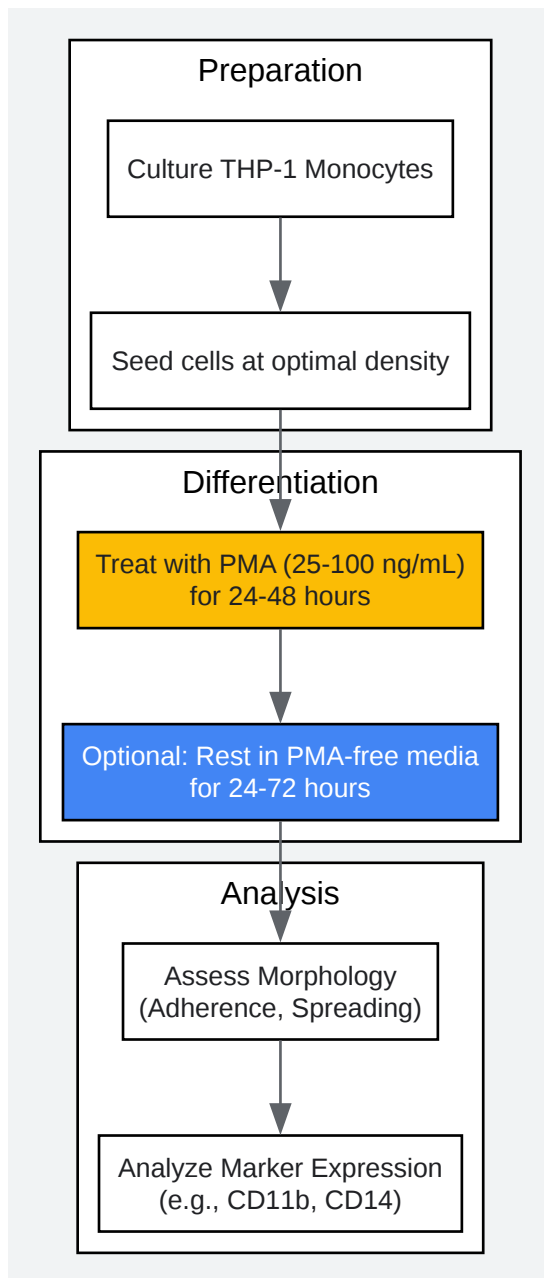 Preparation
Culture THP-1 Monocytes
Seed cells at optimal density
Differentiation
Treat with PMA (25-100 ng/mL)
for 24-48 hours
Optional: Rest in PMA-free media
for 24-72 hours
Analysis
Assess Morphology
(Adherence, Spreading)
Analyze Marker Expression
(e.g., CD11b, CD14)